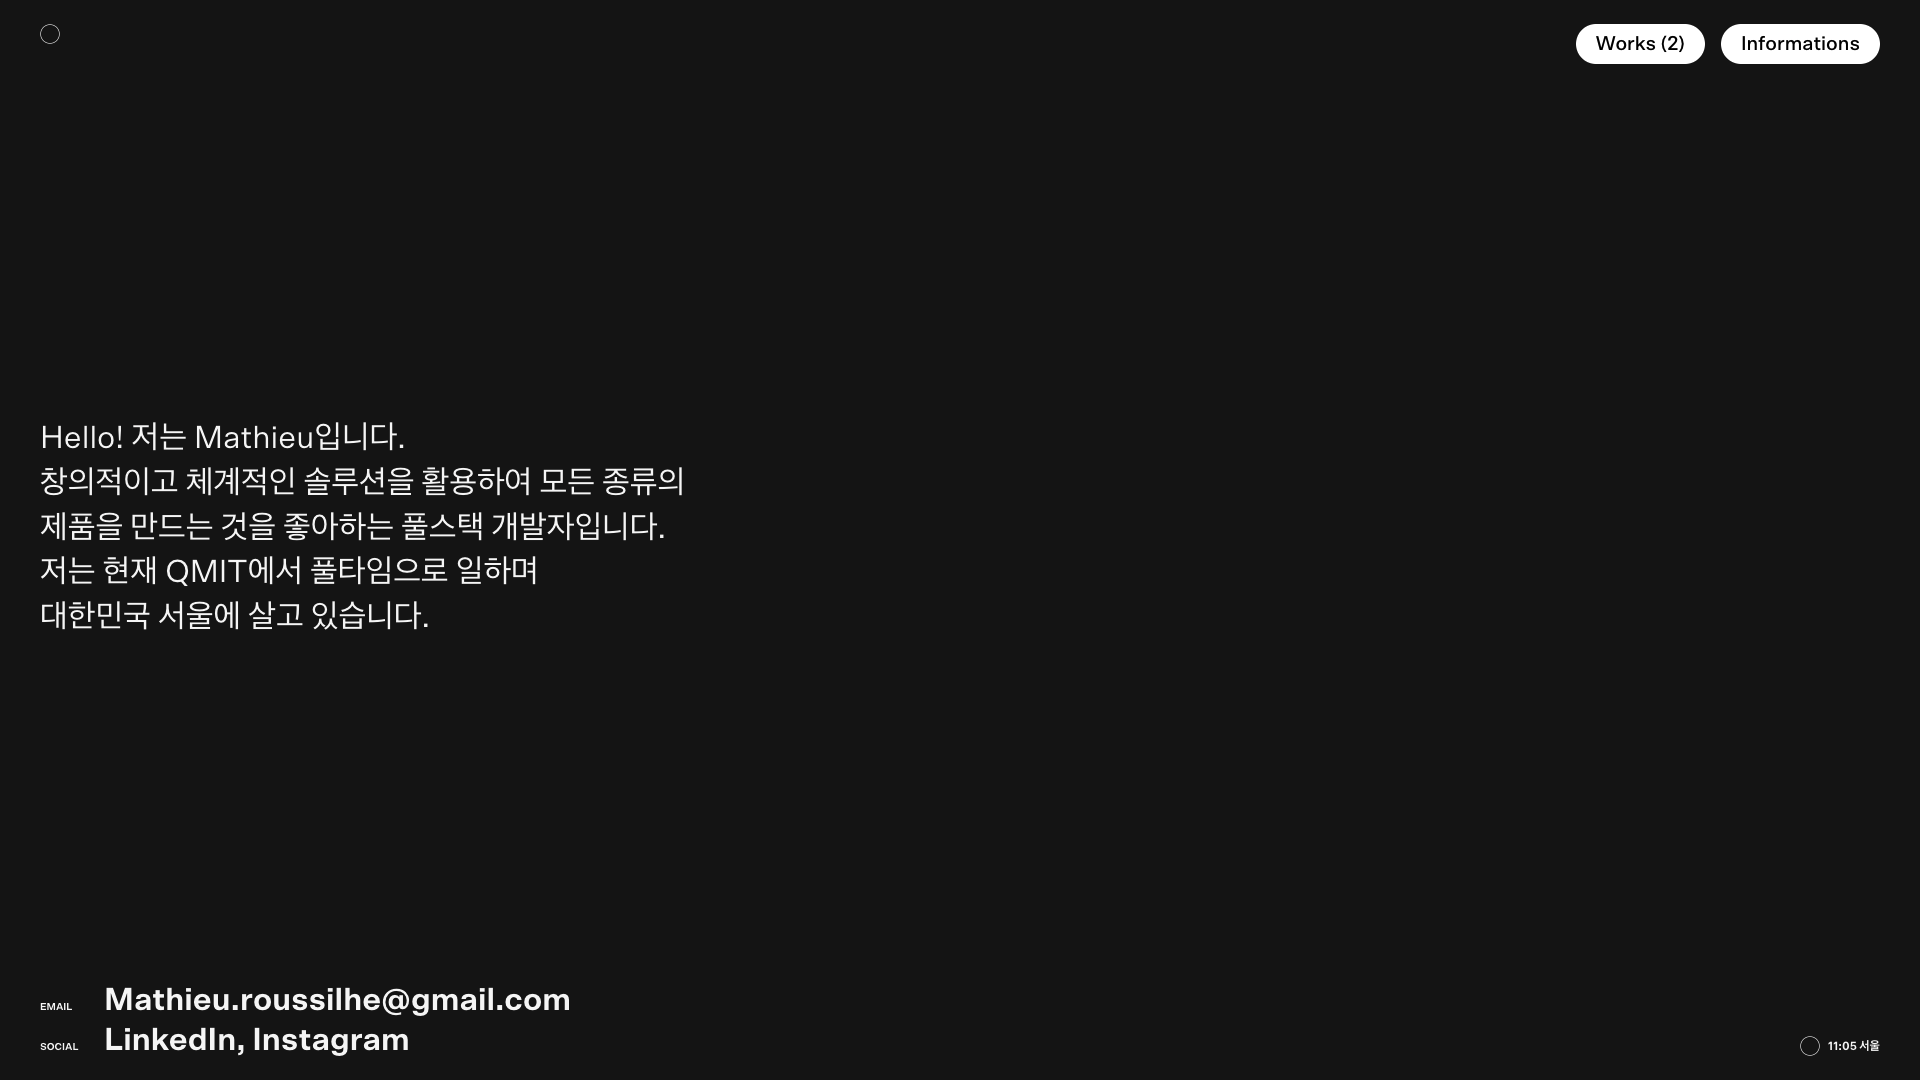 Works (2)
Informations
Hello! 저는 Mathieu입니다.
창의적이고 체계적인 솔루션을 활용하여 모든 종류의
제품을 만드는 것을 좋아하는 풀스택 개발자입니다.
저는 현재 QMIT에서 풀타임으로 일하며
대한민국 서울에 살고 있습니다.
EMAIL Mathieu.roussilhe@gmail.com
SOCIAL LinkedIn, Instagram
11:05 서울